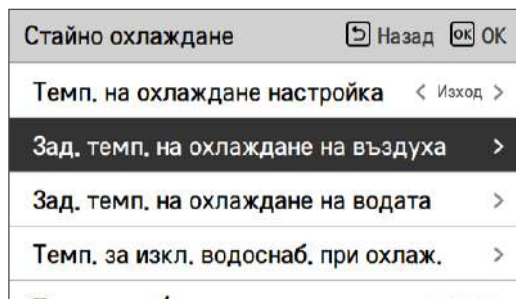 Стайно охлаждане Назад OK OK
Темп. на охлаждане настройка < Изход >
Зад. темп. на охлаждане на въздуха >
Зад. темп. на охлаждане на водата >
Темп. за изкл. водоснаб. при охлаж. >